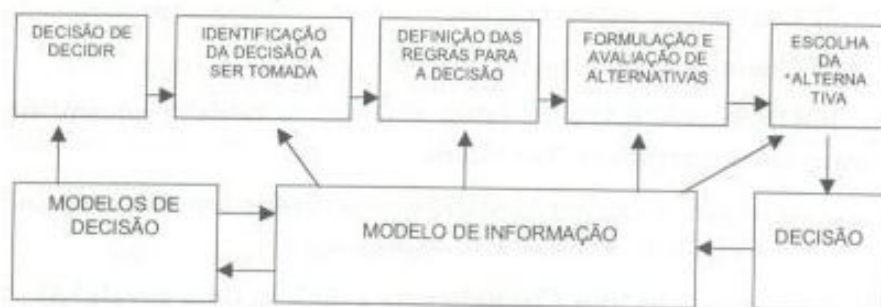 DECISÃO DE
DECIDIR
IDENTIFICAÇÃO
DA DECISÃO A
SER TOMADA
DEFINIÇÃO DAS
REGRAS PARA
A DECISÃO
FORMULAÇÃO E
AVALIAÇÃO DE
ALTERNATIVAS
ESCOLHA
DA
*ALTERNA
TIVA
MODELOS DE
DECISÃO
MODELO DE INFORMAÇÃO
DECISÃO